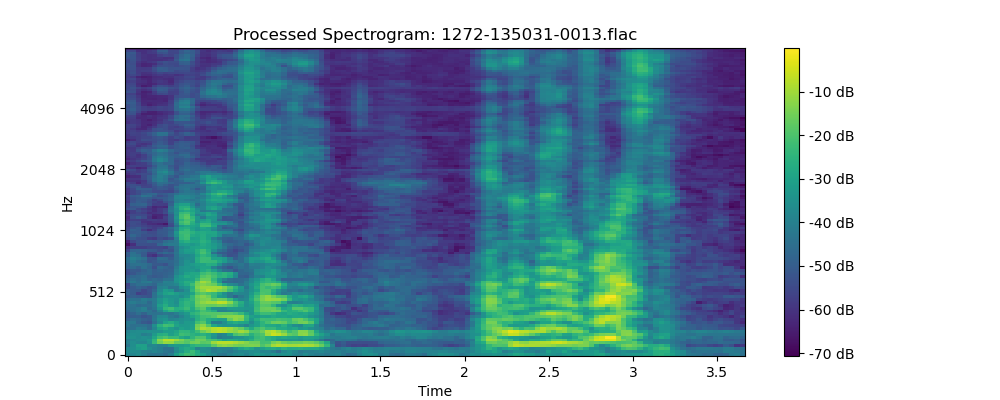 Processed Spectrogram: 1272-135031-0013.flac
Hz
4096
2048
1024
512
0
0 0.5 1 1.5 2 2.5 3 3.5
Time
-10 dB
-20 dB
-30 dB
-40 dB
-50 dB
-60 dB
-70 dB